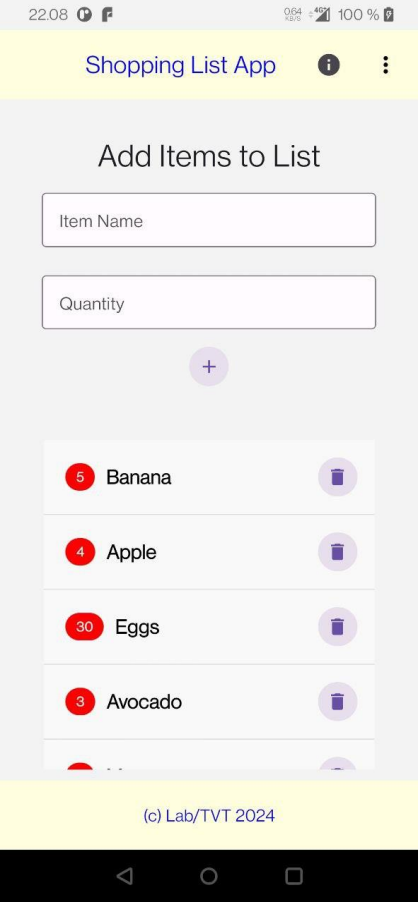 22.08
0.64 KB/S 4G+ 100 %
Shopping List App
Add Items to List
Item Name
Quantity
+
5 Banana
4 Apple
30 Eggs
3 Avocado
(c) Lab/TVT 2024